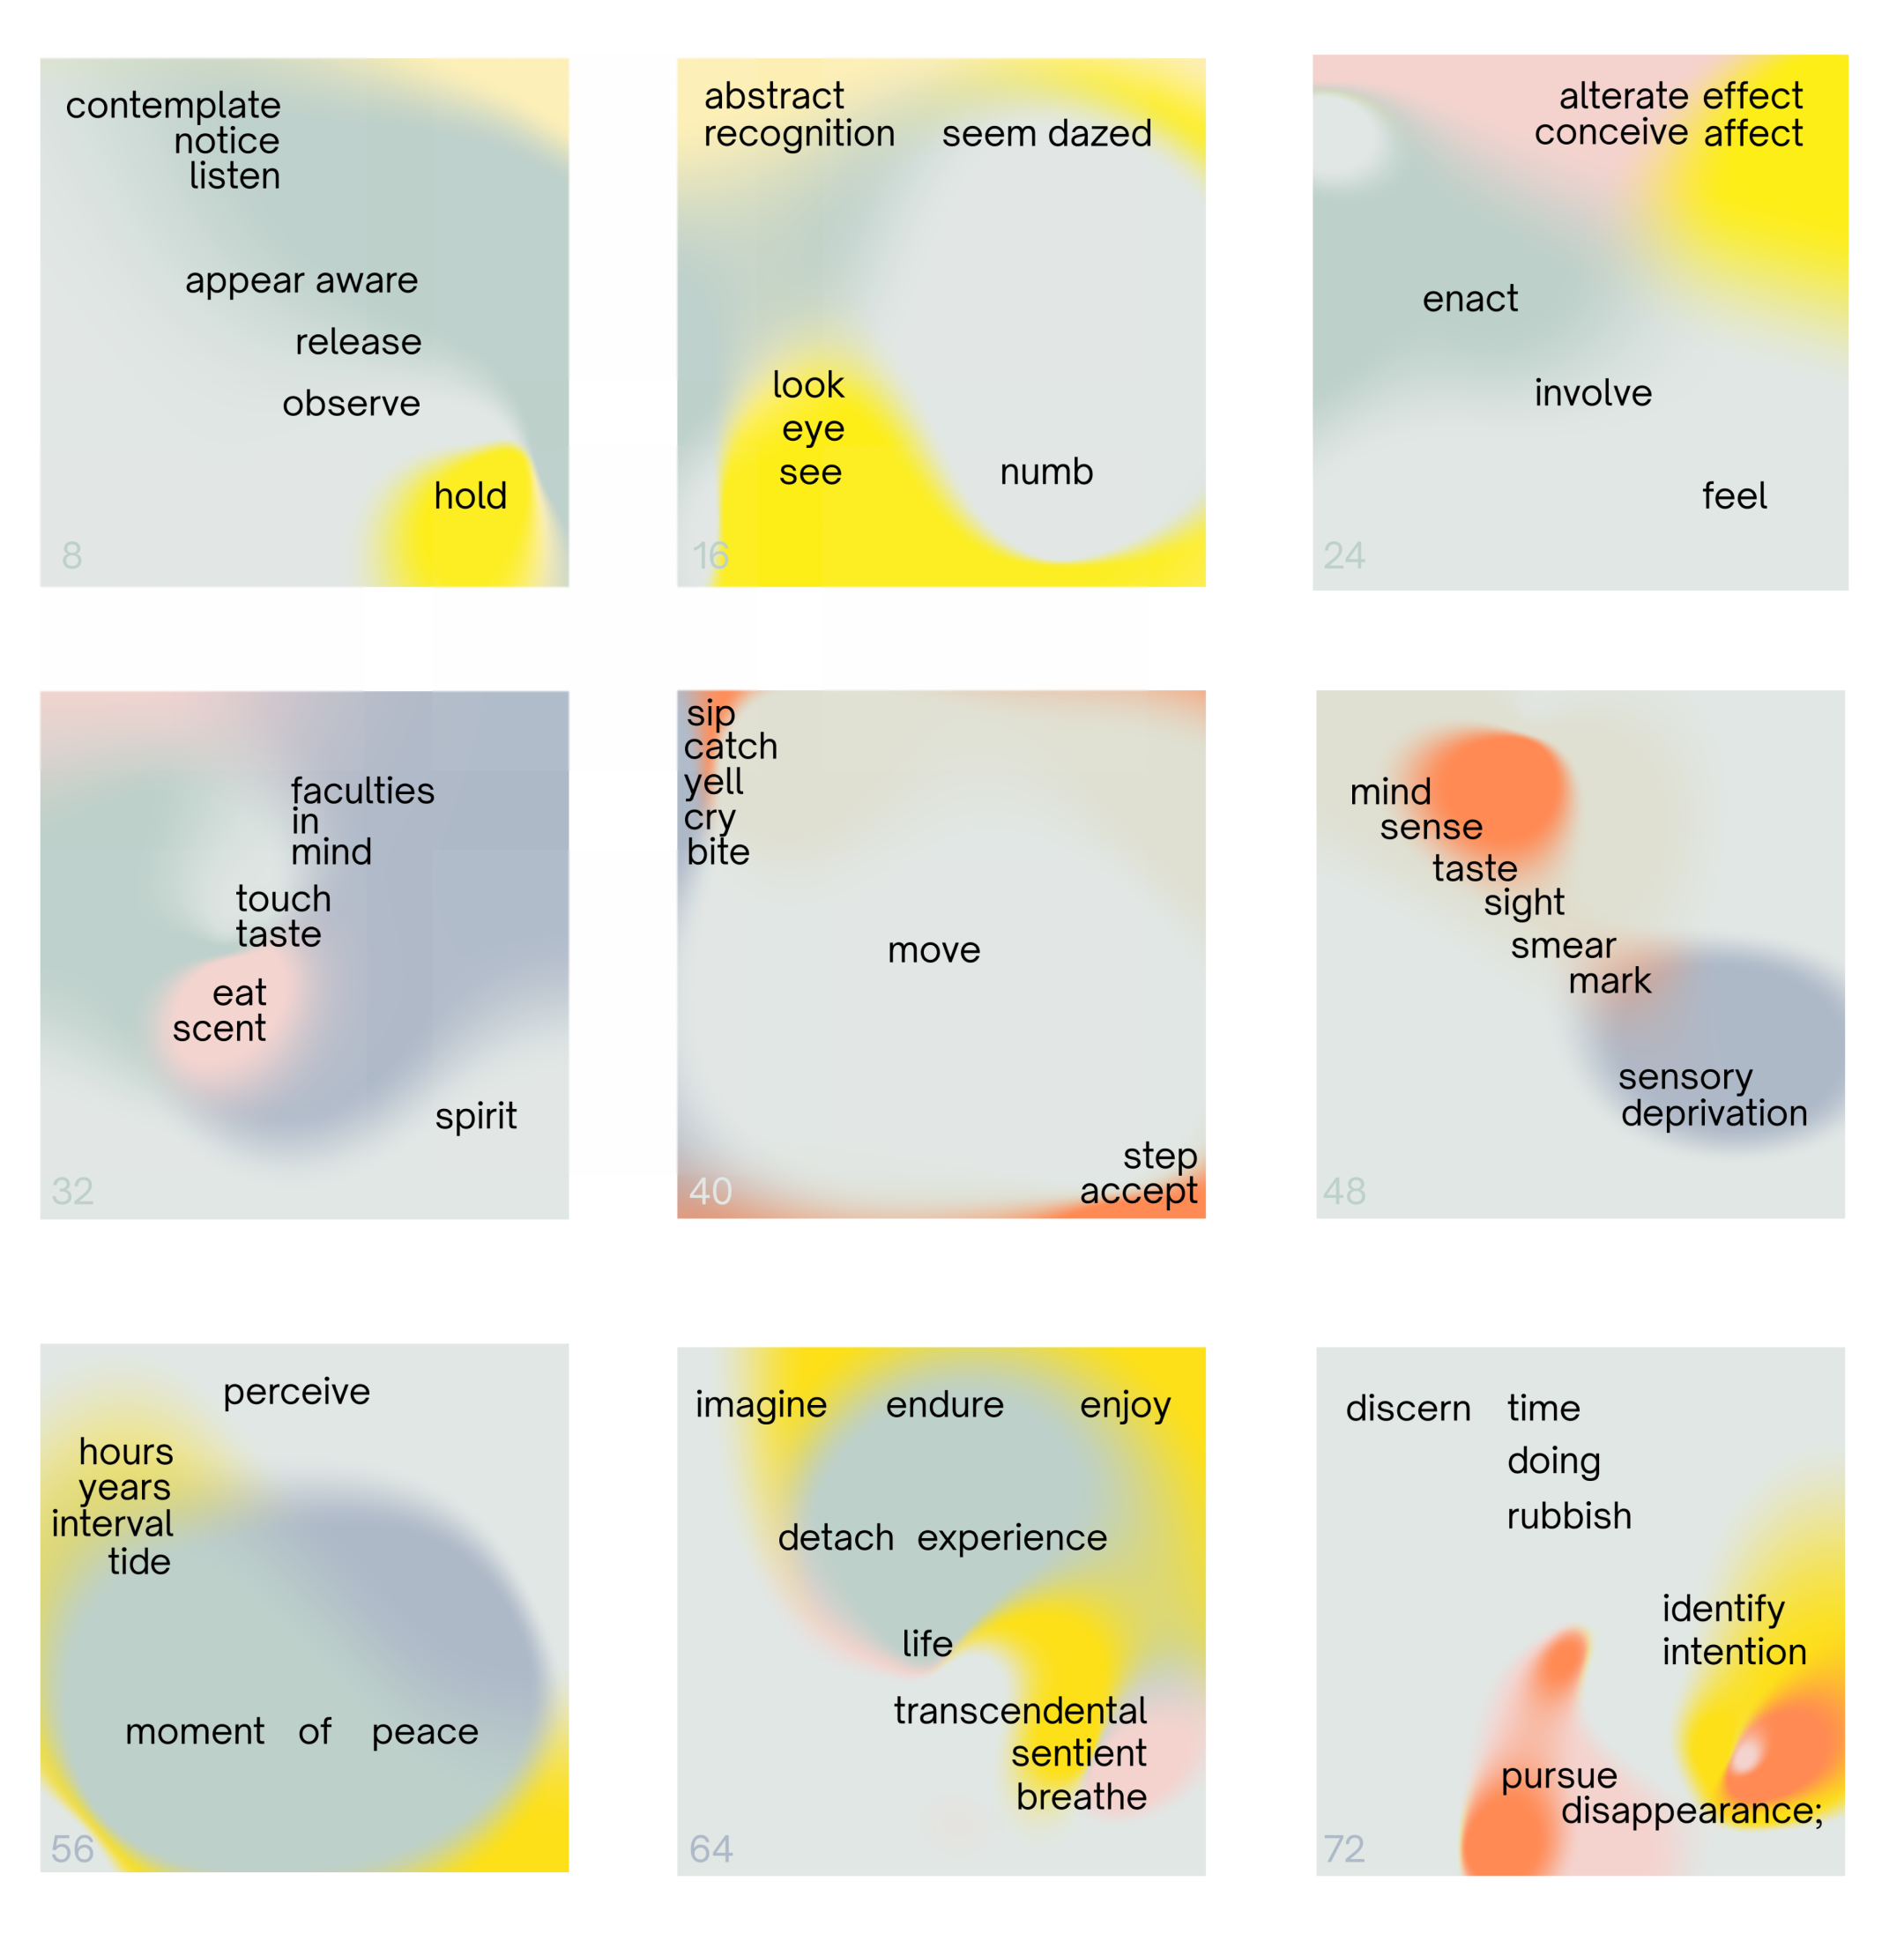 contemplate
notice
listen
appear aware
release
observe
hold
8
abstract
recognition seem dazed
look
eye
see
numb
16
alterate effect
conceive affect
enact
involve
feel
24
faculties
in
mind
touch
taste
eat
scent
spirit
32
sip
catch
yell
cry
bite
move
step
accept
40
mind
sense
taste
sight
smear
mark
sensory
deprivation
48
perceive
hours
years
interval
tide
moment of peace
56
imagine endure enjoy
detach experience
life
transcendental
sentient
breathe
64
discern time
doing
rubbish
identify
intention
pursue
disappearance;
72